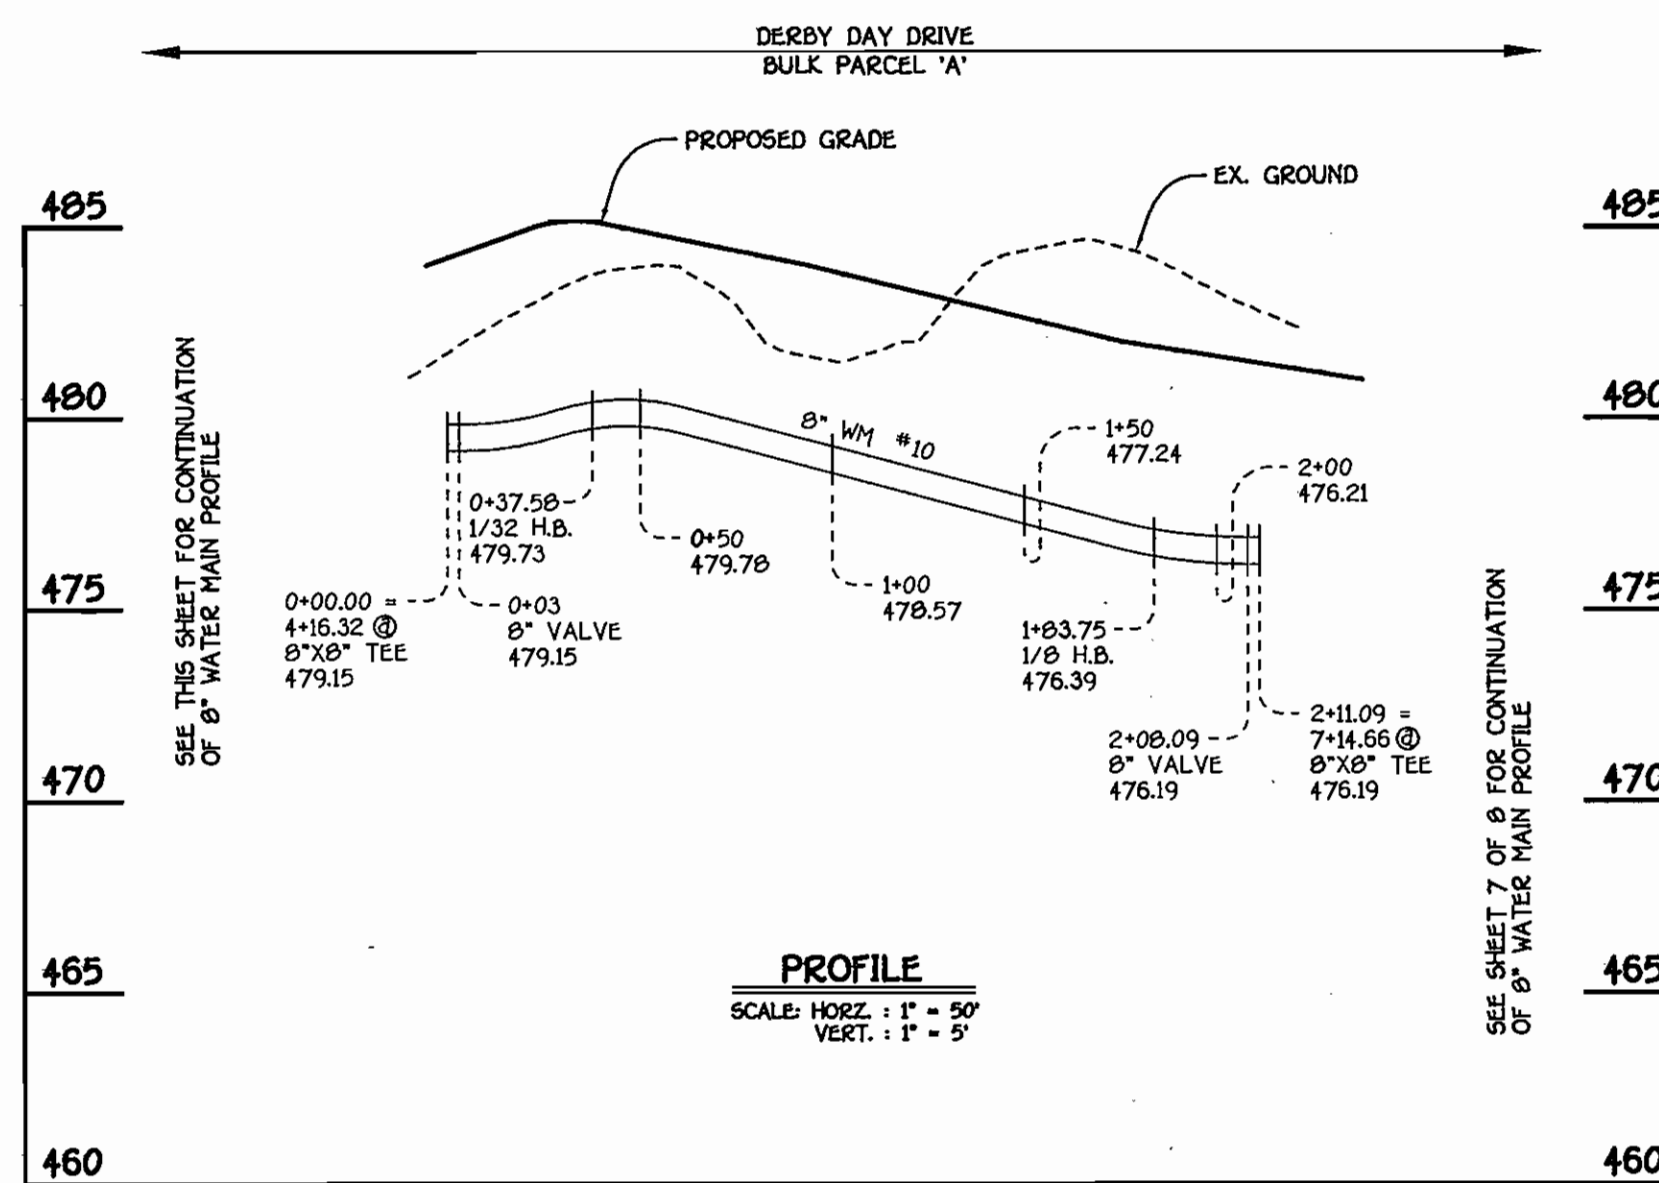 DERBY DAY DRIVE
BULK PARCEL 'A'
PROPOSED GRADE
EX. GROUND
485
485
480
480
475
475
470
470
465
465
460
460
SEE THIS SHEET FOR CONTINUATION
OF 8" WATER MAIN PROFILE
8" WM #10
0+00.00 =
4+16.32 @
8"X8" TEE
479.15
0+03
8" VALVE
479.15
0+37.58
1/32 H.B.
479.73
0+50
479.78
1+00
478.57
1+50
477.24
1+83.75
1/8 H.B.
476.39
2+00
476.21
2+08.09
8" VALVE
476.19
2+11.09 =
7+14.66 @
8"X8" TEE
476.19
SEE SHEET 7 OF 8 FOR CONTINUATION
OF 8" WATER MAIN PROFILE
PROFILE
SCALE: HORZ. : 1" = 50'
VERT. : 1" = 5'